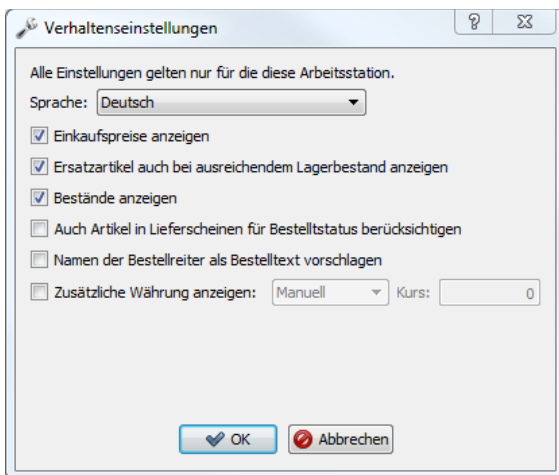 Verhaltenseinstellungen
Alle Einstellungen gelten nur für die diese Arbeitsstation.
Sprache: Deutsch
Einkaufspreise anzeigen
Ersatzartikel auch bei ausreichendem Lagerbestand anzeigen
Bestände anzeigen
Auch Artikel in Lieferscheinen für Bestelltstatus berücksichtigen
Namen der Bestellreiter als Bestelltext vorschlagen
Zusätzliche Währung anzeigen: Manuell Kurs: 0
OK Abbrechen